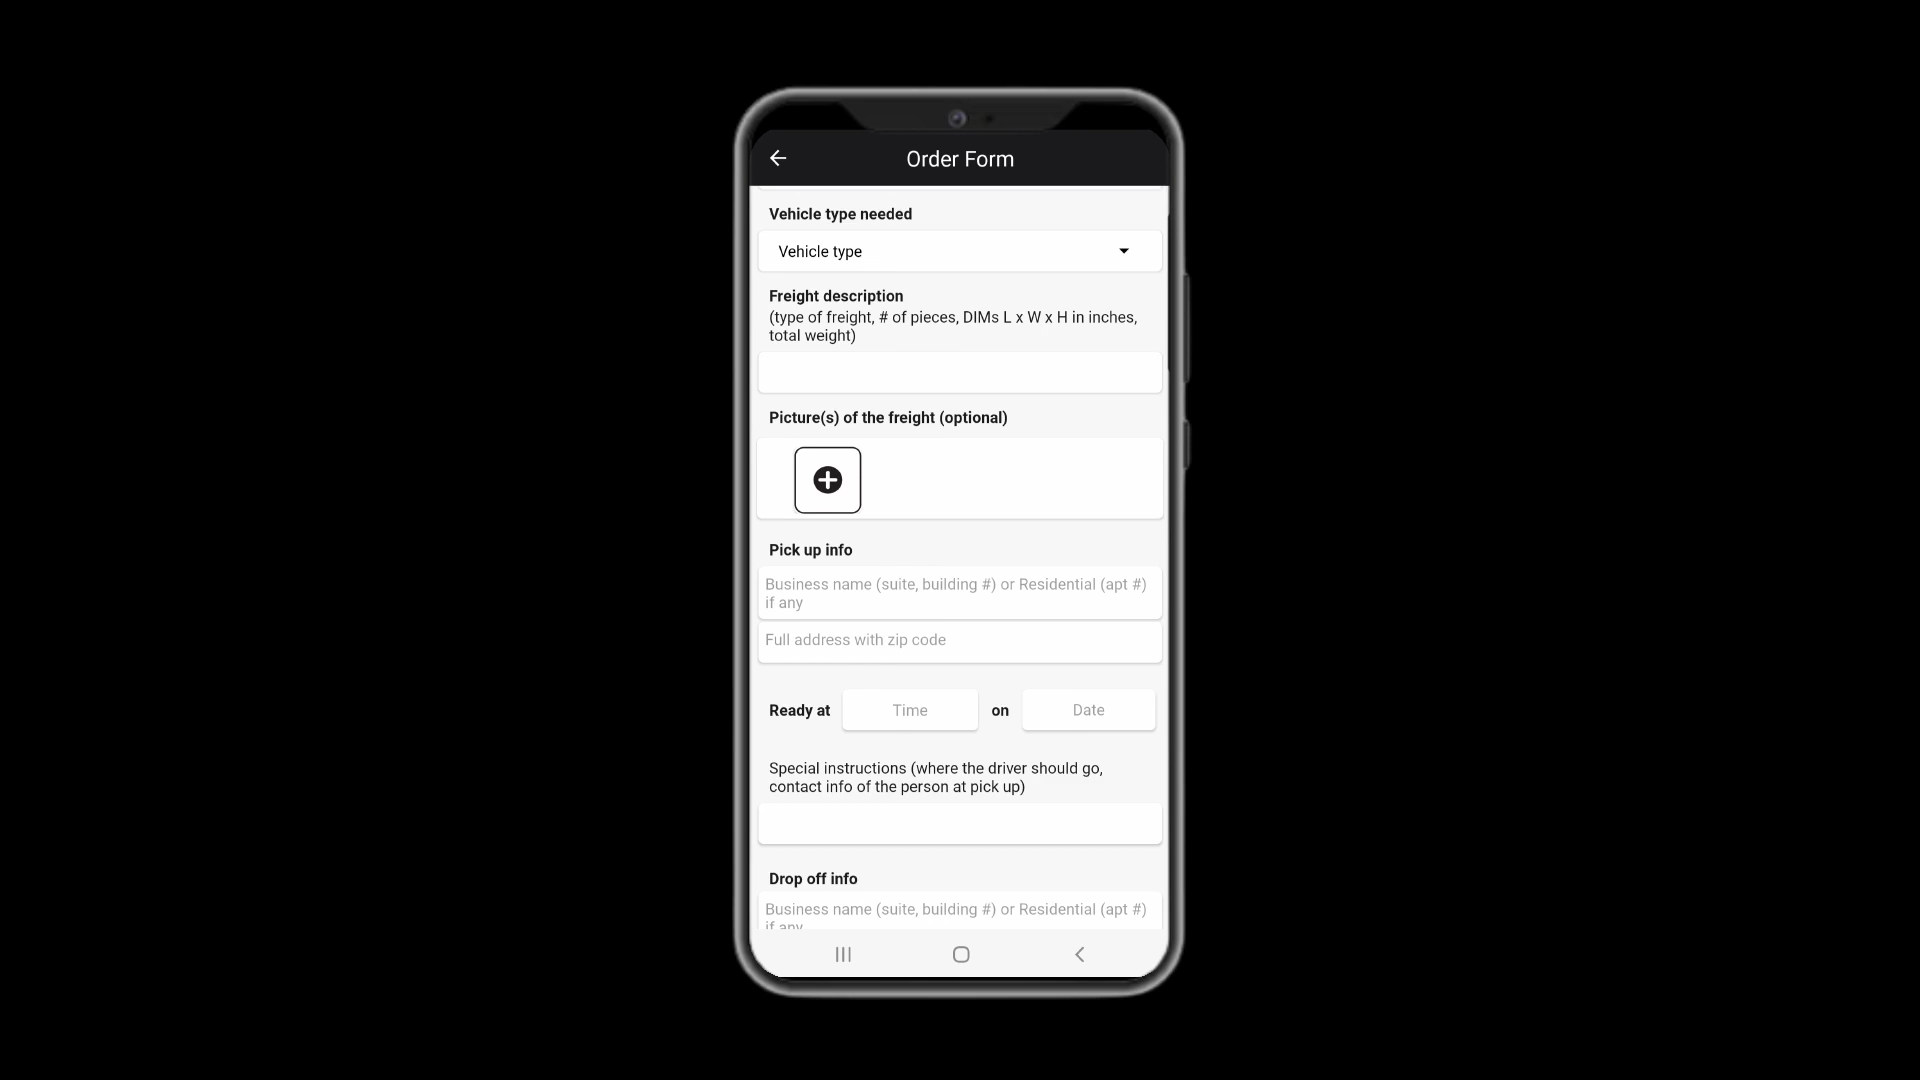 Order Form
Vehicle type needed
Vehicle type
Freight description
(type of freight, # of pieces, DIMs L x W x H in inches,
total weight)
Picture(s) of the freight (optional)
Pick up info
Business name (suite, building #) or Residential (apt #)
if any
Full address with zip code
Ready at Time on Date
Special instructions (where the driver should go,
contact info of the person at pick up)
Drop off info
Business name (suite, building #) or Residential (apt #)
if any